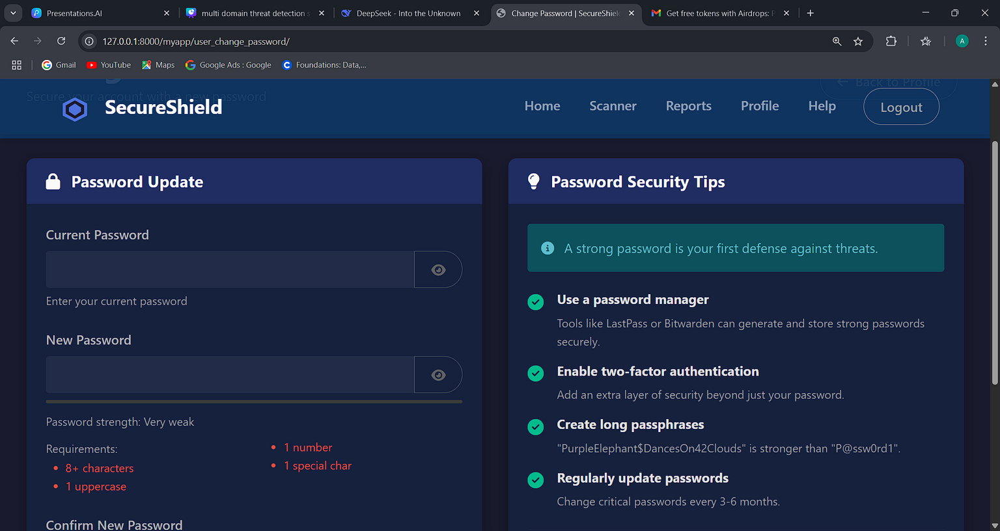 Presentations.AI
multi domain threat detection s
DeepSeek - Into the Unknown
Change Password | SecureShiel
Get free tokens with Airdrops: P
127.0.0.1:8000/myapp/user_change_password/
A
Gmail
YouTube
Maps
Google Ads : Google
Foundations: Data,...
Back to Profile
Secure your account with a new password
SecureShield
Home
Scanner
Reports
Profile
Help
Logout
Password Update
Current Password
Enter your current password
New Password
Password strength: Very weak
Requirements:
8+ characters
1 uppercase
1 number
1 special char
Confirm New Password
Password Security Tips
A strong password is your first defense against threats.
Use a password manager
Tools like LastPass or Bitwarden can generate and store strong passwords
securely.
Enable two-factor authentication
Add an extra layer of security beyond just your password.
Create long passphrases
"PurpleElephant$DancesOn42Clouds" is stronger than "P@ssw0rd1".
Regularly update passwords
Change critical passwords every 3-6 months.